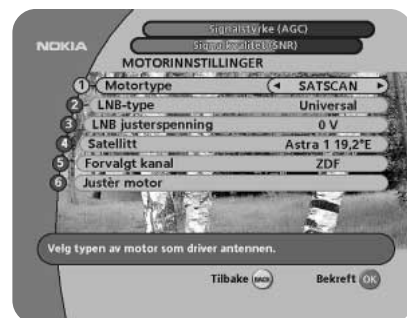 Signalstyrke (AGC)
NOKIA
Signalkvalitet (SNR)
MOTORINNSTILLINGER
1 Motortype SATSCAN
2 LNB-type Universal
3 LNB justerspenning 0 V
4 Satellitt Astra 1 19,2°E
5 Forvalgt kanal ZDF
6 Justèr motor
Velg typen av motor som driver antennen.
Tilbake BACK Bekreft OK